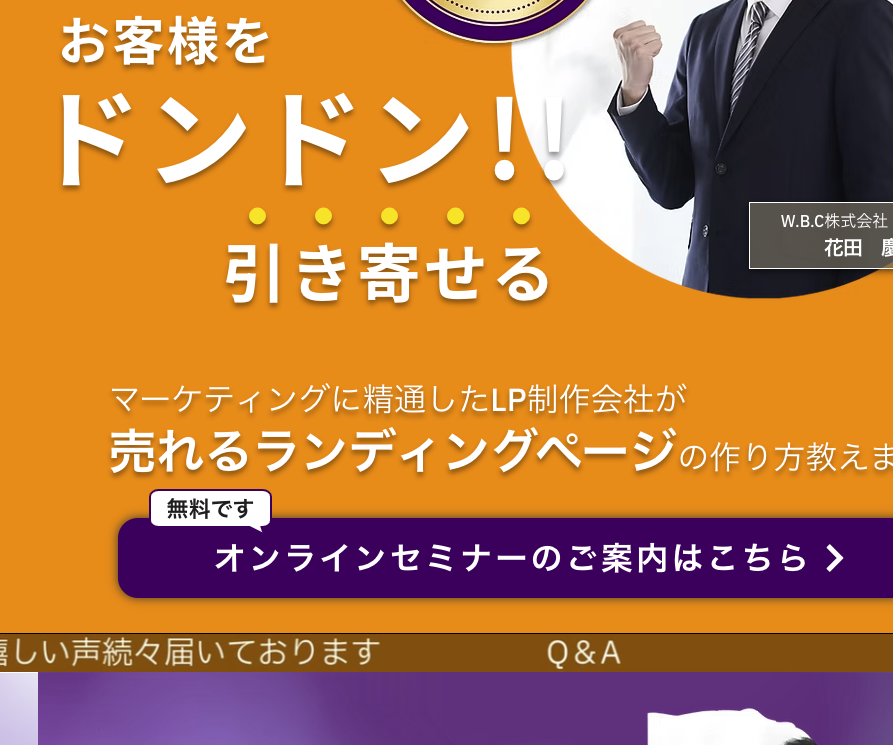 お客様を
ドンドン!!
引き寄せる
W.B.C株式会社
花田
マーケティングに精通したLP制作会社が
売れるランディングページの作り方教えま
無料です
オンラインセミナーのご案内はこちら
嬉しい声続々届いております
Q&A